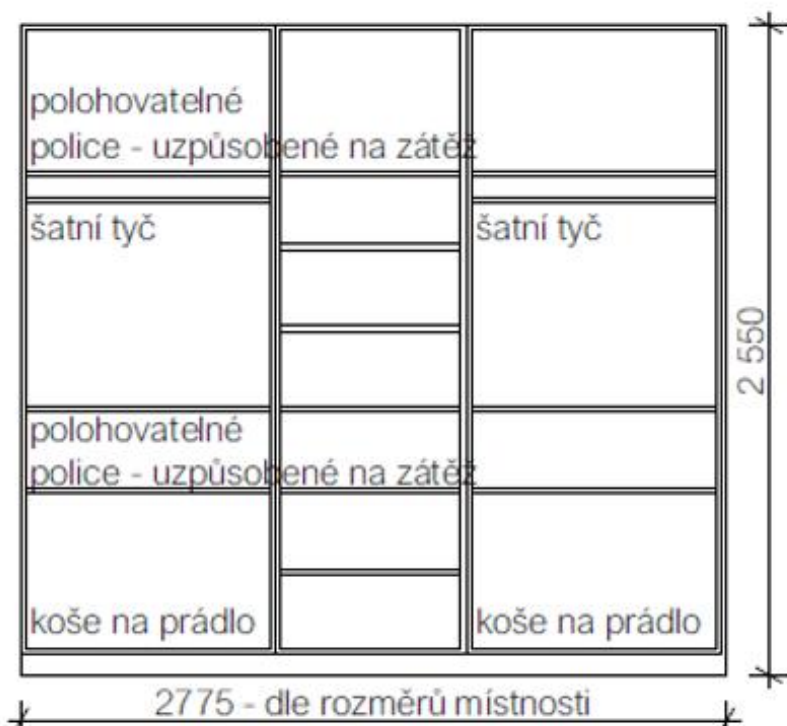 polohovatelné
police - uzpůsobené na zátěž
šatní tyč
šatní tyč
2 550
polohovatelné
police - uzpůsobené na zátěž
koše na prádlo
koše na prádlo
2775 - dle rozměrů místnosti